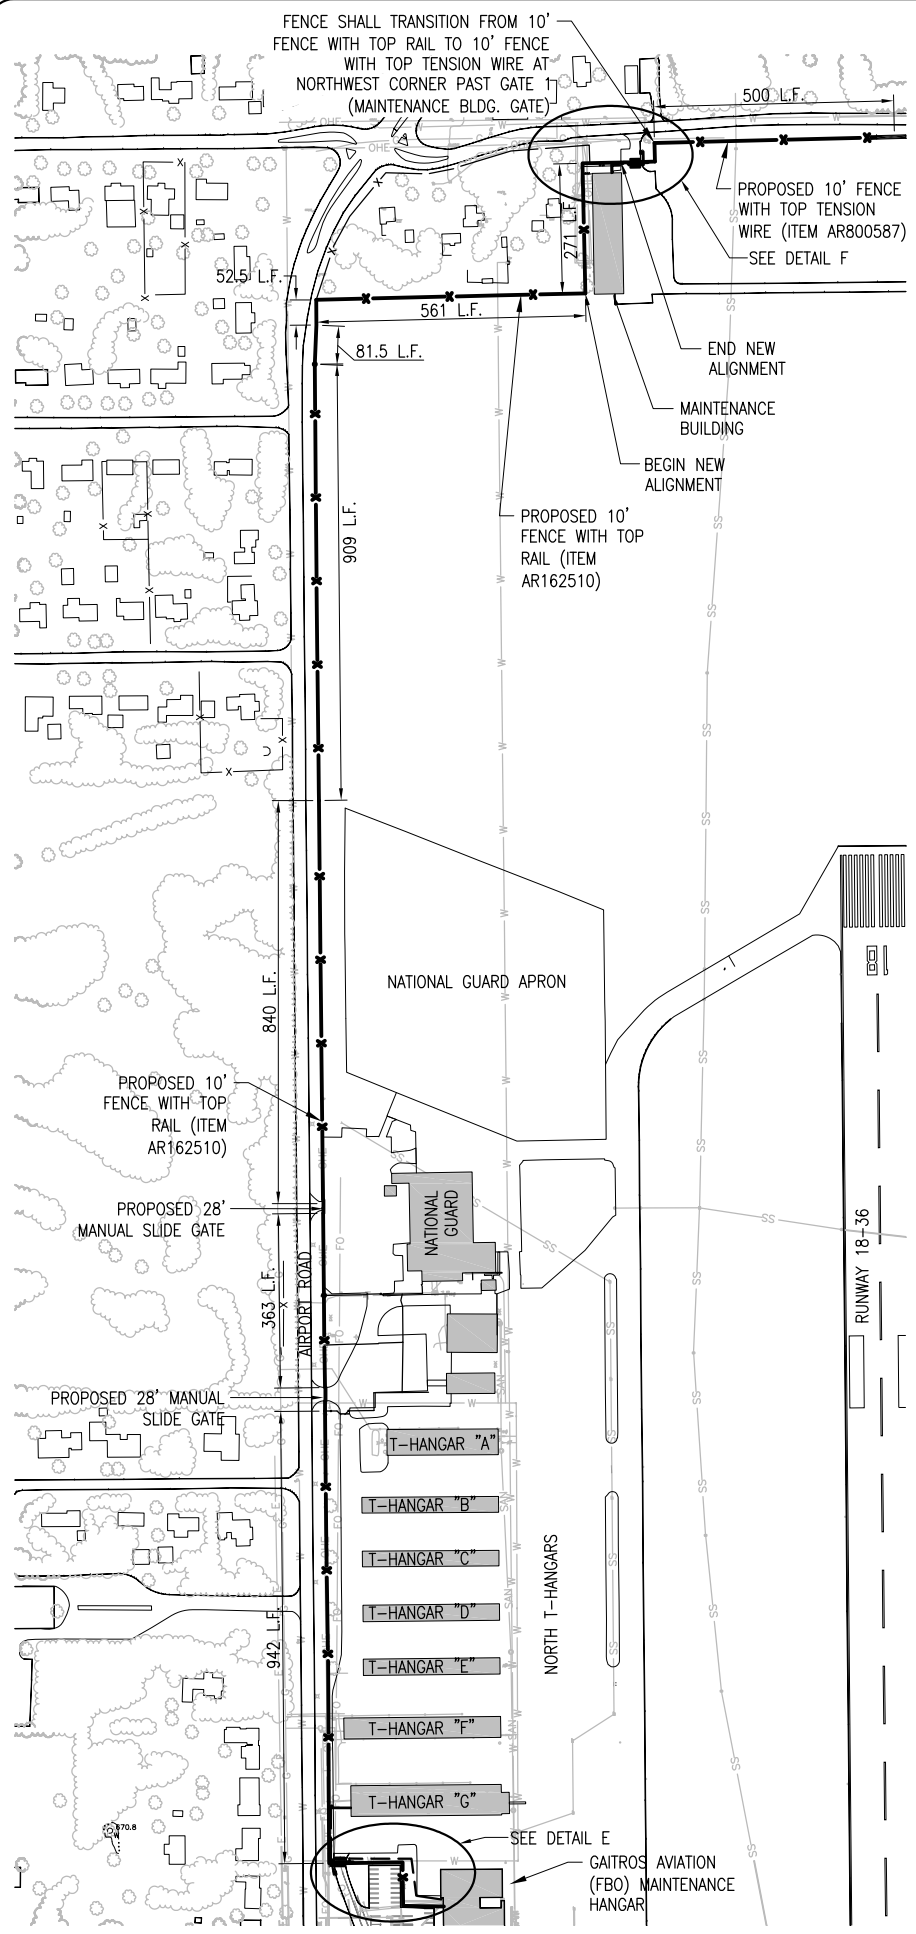 FENCE SHALL TRANSITION FROM 10'
FENCE WITH TOP RAIL TO 10' FENCE
WITH TOP TENSION WIRE AT
NORTHWEST CORNER PAST GATE 1
(MAINTENANCE BLDG. GATE)
500 L.F.
OHE
OHE
PROPOSED 10' FENCE
WITH TOP TENSION
WIRE (ITEM AR800587)
SEE DETAIL F
271 L.F.
52.5 L.F.
561 L.F.
81.5 L.F.
END NEW
ALIGNMENT
MAINTENANCE
BUILDING
BEGIN NEW
ALIGNMENT
PROPOSED 10'
FENCE WITH TOP
RAIL (ITEM
AR162510)
909 L.F.
NATIONAL GUARD APRON
840 L.F.
PROPOSED 10'
FENCE WITH TOP
RAIL (ITEM
AR162510)
PROPOSED 28'
MANUAL SLIDE GATE
NATIONAL
GUARD
AIRPORT ROAD
363 L.F.
RUNWAY 18-36
PROPOSED 28' MANUAL
SLIDE GATE
T-HANGAR "A"
T-HANGAR "B"
T-HANGAR "C"
T-HANGAR "D"
T-HANGAR "E"
T-HANGAR "F"
T-HANGAR "G"
NORTH T-HANGARS
942 L.F.
670.8
SEE DETAIL E
GAITROS AVIATION
(FBO) MAINTENANCE
HANGAR